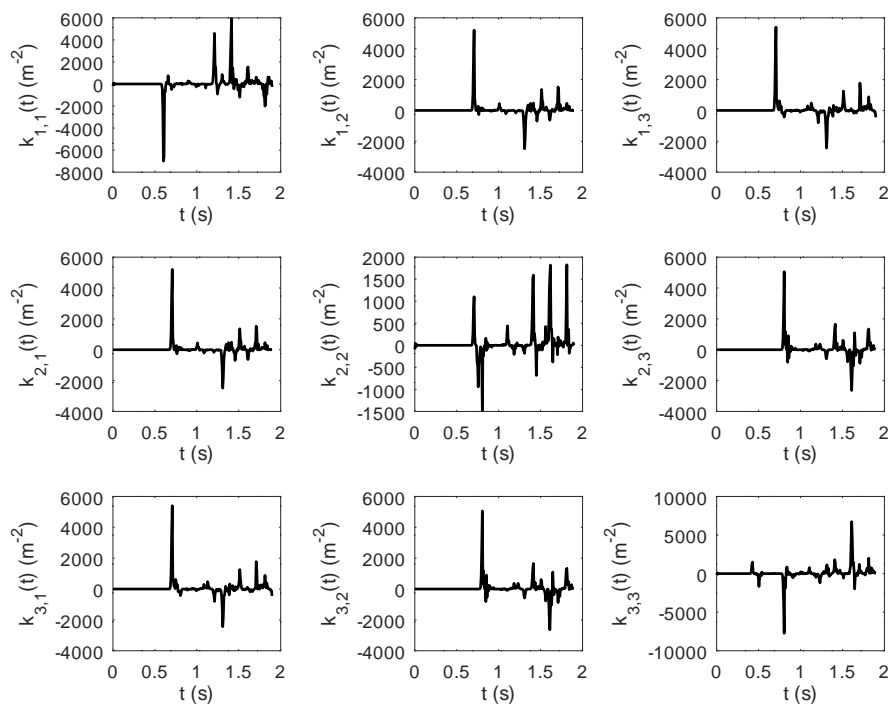 6000
4000
2000
0
-2000
-4000
-6000
-8000
k1,1(t) (m-2)
0 0.5 1 1.5 2
t (s)
6000
4000
2000
0
-2000
-4000
k1,2(t) (m-2)
0 0.5 1 1.5 2
t (s)
6000
4000
2000
0
-2000
-4000
k1,3(t) (m-2)
0 0.5 1 1.5 2
t (s)
6000
4000
2000
0
-2000
-4000
k2,1(t) (m-2)
0 0.5 1 1.5 2
t (s)
2000
1500
1000
500
0
-500
-1000
-1500
k2,2(t) (m-2)
0 0.5 1 1.5 2
t (s)
6000
4000
2000
0
-2000
-4000
k2,3(t) (m-2)
0 0.5 1 1.5 2
t (s)
6000
4000
2000
0
-2000
-4000
k3,1(t) (m-2)
0 0.5 1 1.5 2
t (s)
6000
4000
2000
0
-2000
-4000
k3,2(t) (m-2)
0 0.5 1 1.5 2
t (s)
10000
5000
0
-5000
-10000
k3,3(t) (m-2)
0 0.5 1 1.5 2
t (s)